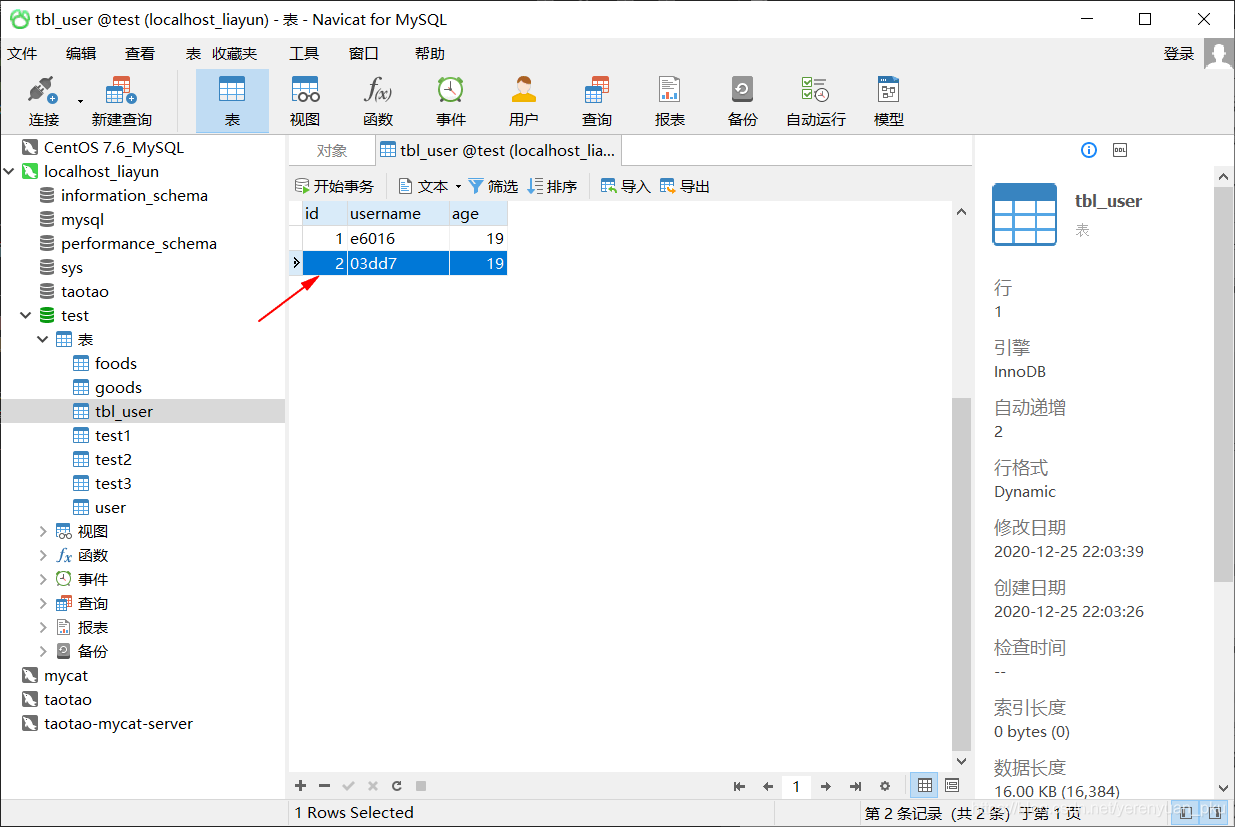 tbl_user @test (localhost_liayun) - 表 - Navicat for MySQL
文件 编辑 查看 表 收藏夹 工具 窗口 帮助 登录
连接 新建查询 表 视图 函数 事件 用户 查询 报表 备份 自动运行 模型
CentOS 7.6_MySQL
localhost_liayun
information_schema
mysql
performance_schema
sys
taotao
test
表
foods
goods
tbl_user
test1
test2
test3
user
视图
函数
事件
查询
报表
备份
mycat
taotao
taotao-mycat-server
对象 tbl_user @test (localhost_lia...
开始事务 文本 筛选 排序 导入 导出
id username age
1 e6016 19
2 03dd7 19
1
DDL
tbl_user
表
行
1
引擎
InnoDB
自动递增
2
行格式
Dynamic
修改日期
2020-12-25 22:03:39
创建日期
2020-12-25 22:03:26
检查时间
--
索引长度
0 bytes (0)
数据长度
16.00 KB (16,384)
1 Rows Selected
第 2 条记录 (共 2 条) 于第 1 页